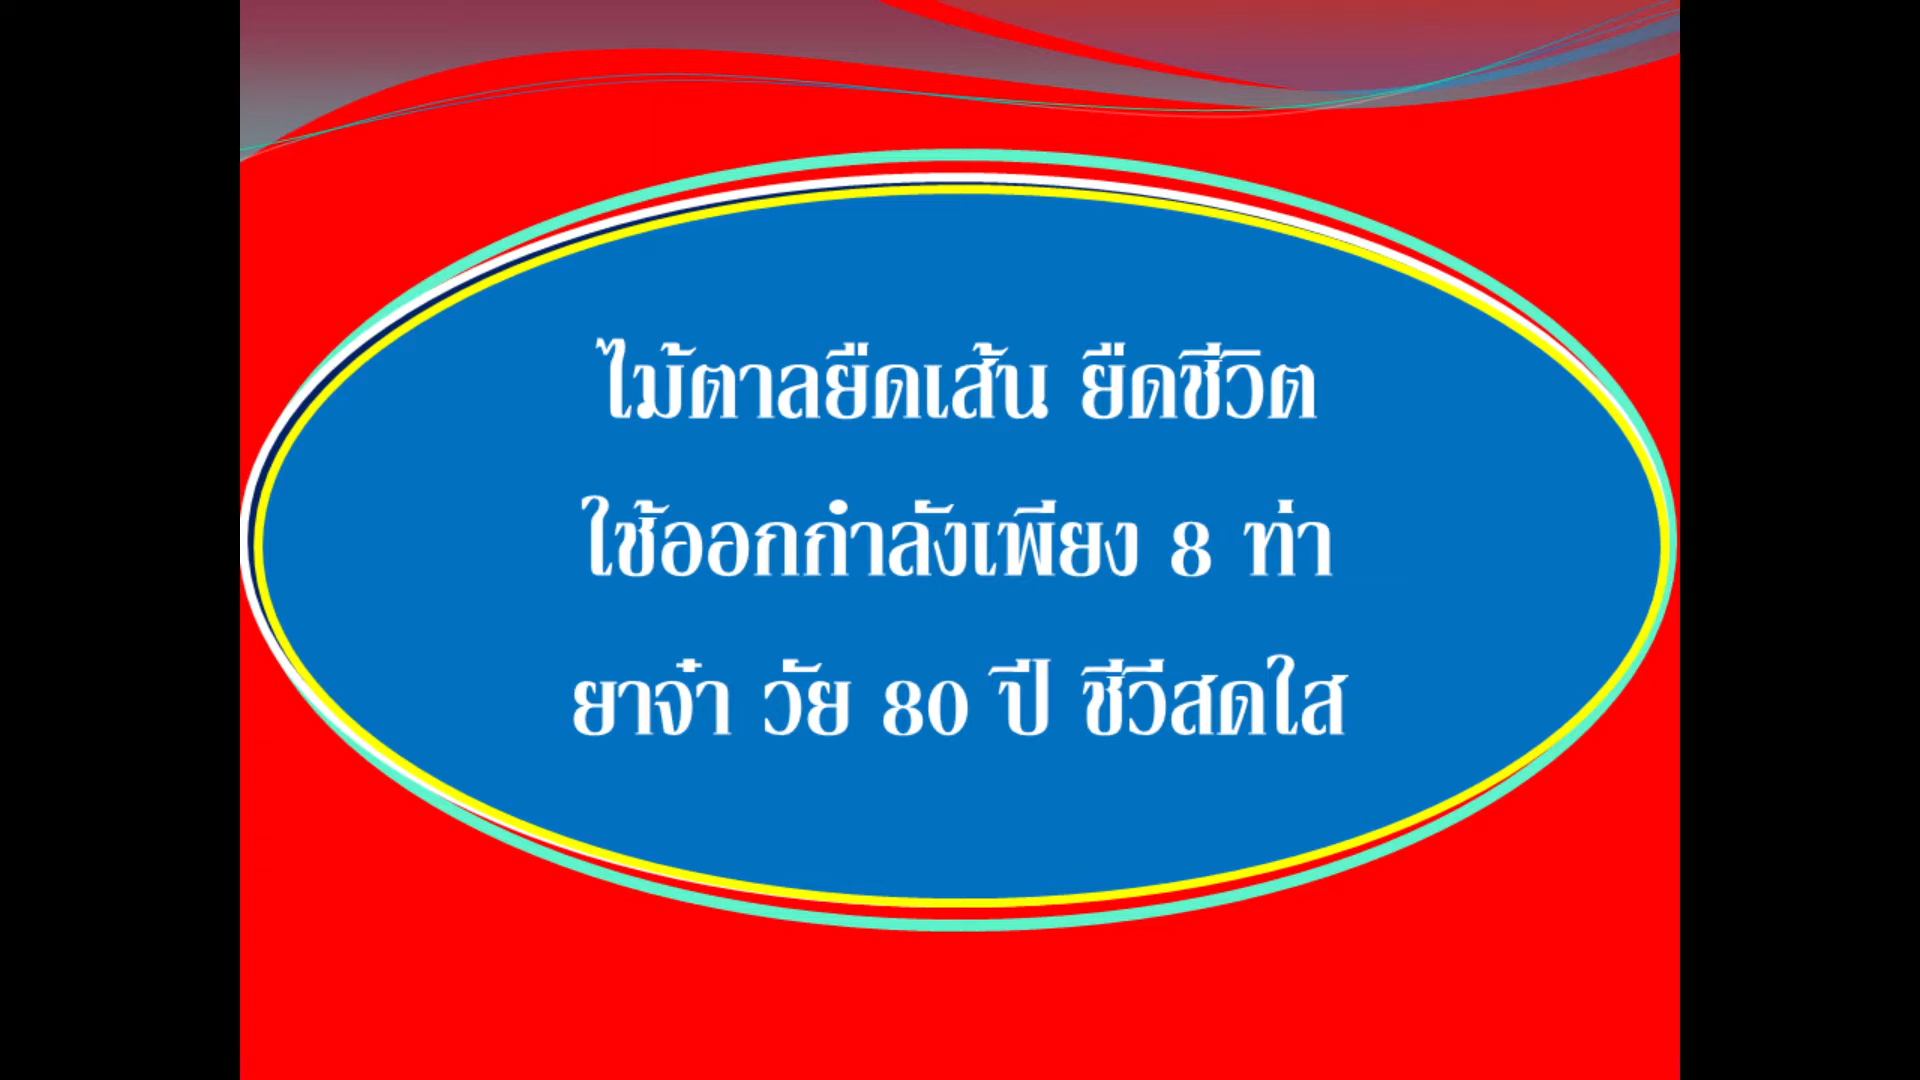 ไม้ตาลยืดเส้น ยืดชีวิต
ใช้ออกกำลังเพียง 8 ท่า
ยาจ๋ำ วัย 80 ปี ชีวีสดใส